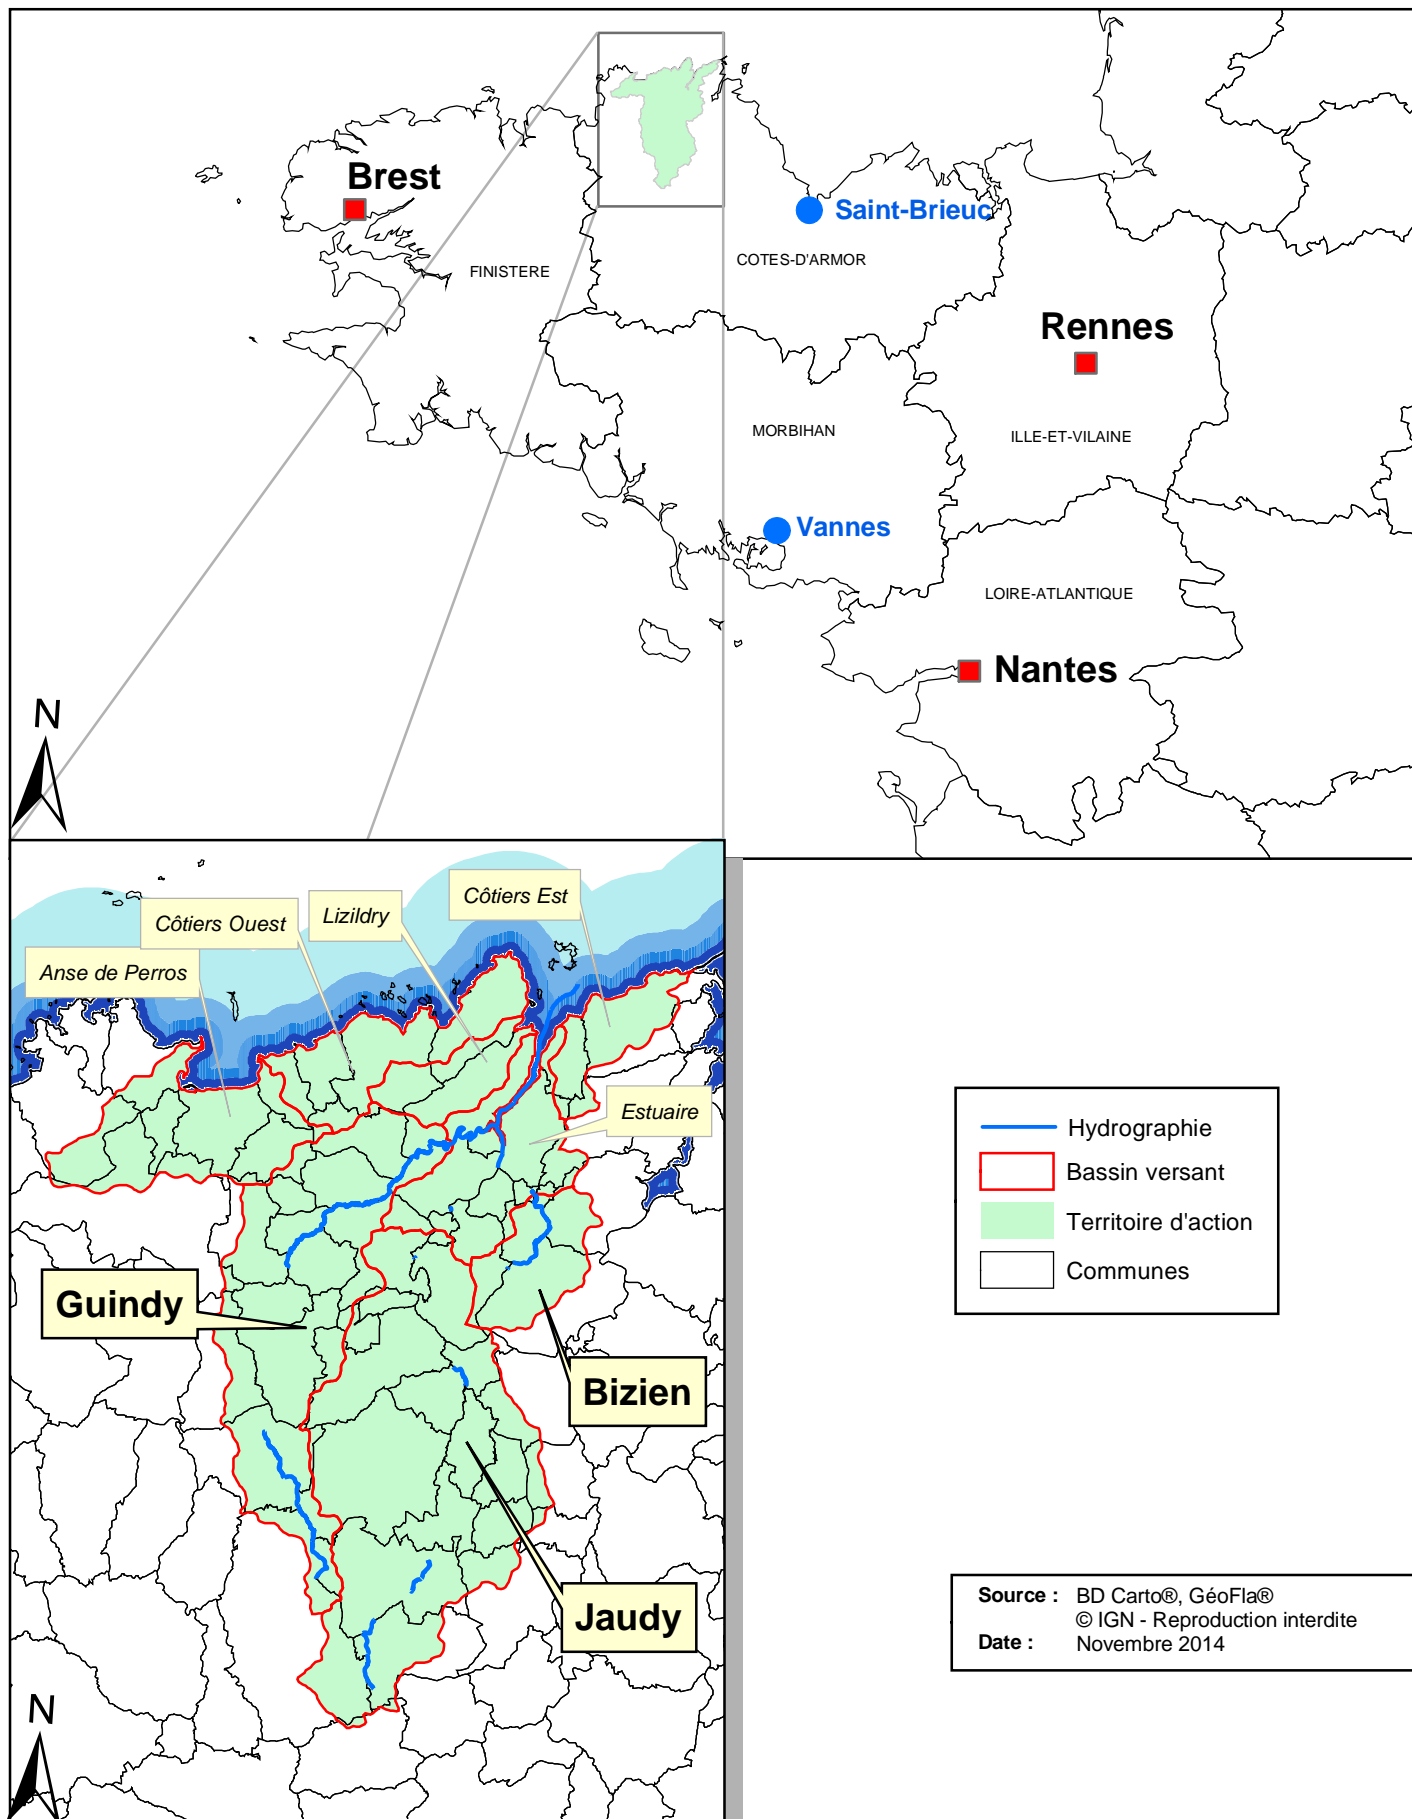 Brest
Saint-Brieuc
COTES-D'ARMOR
FINISTERE
Rennes
MORBIHAN
ILLE-ET-VILAINE
Vannes
LOIRE-ATLANTIQUE
Nantes
N
Côtiers Est
Lizildry
Côtiers Ouest
Anse de Perros
Estuaire
Guindy
Bizien
Jaudy
N
Hydrographie
Bassin versant
Territoire d'action
Communes
Source : BD Carto®, GéoFla®
© IGN - Reproduction interdite
Date : Novembre 2014